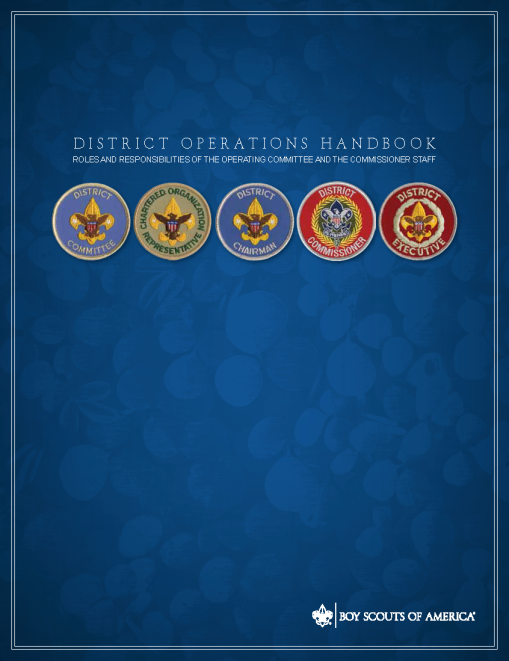 DISTRICT OPERATIONS HANDBOOK
ROLES AND RESPONSIBILITIES OF THE OPERATING COMMITTEE AND THE COMMISSIONER STAFF
DISTRICT
COMMITTEE
CHARTERED ORGANIZATION
REPRESENTATIVE
DISTRICT
CHAIRMAN
DISTRICT
COMMISSIONER
DISTRICT
EXECUTIVE
BOY SCOUTS OF AMERICA®